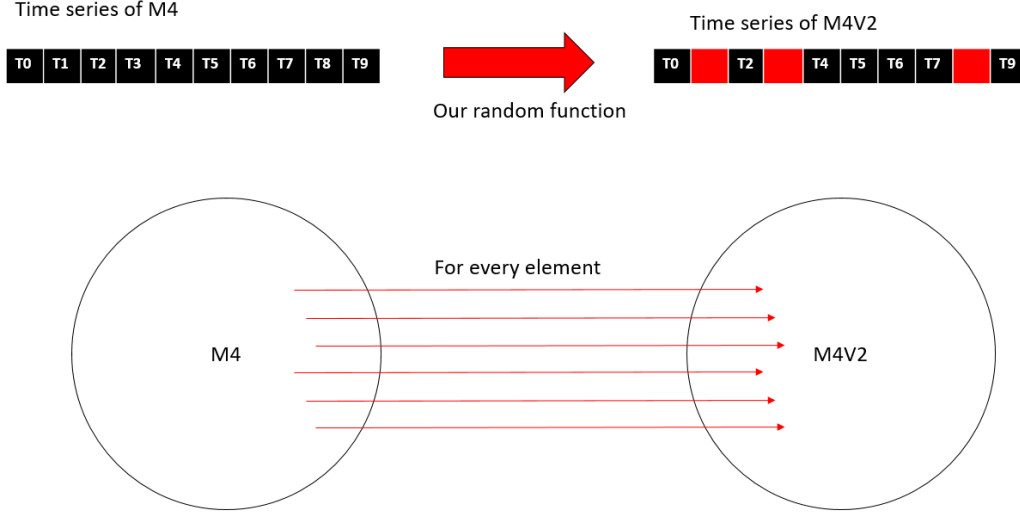 Time series of M4
Time series of M4V2
T0 T1 T2 T3 T4 T5 T6 T7 T8 T9
T0 T2 T4 T5 T6 T7 T9
Our random function
For every element
M4
M4V2